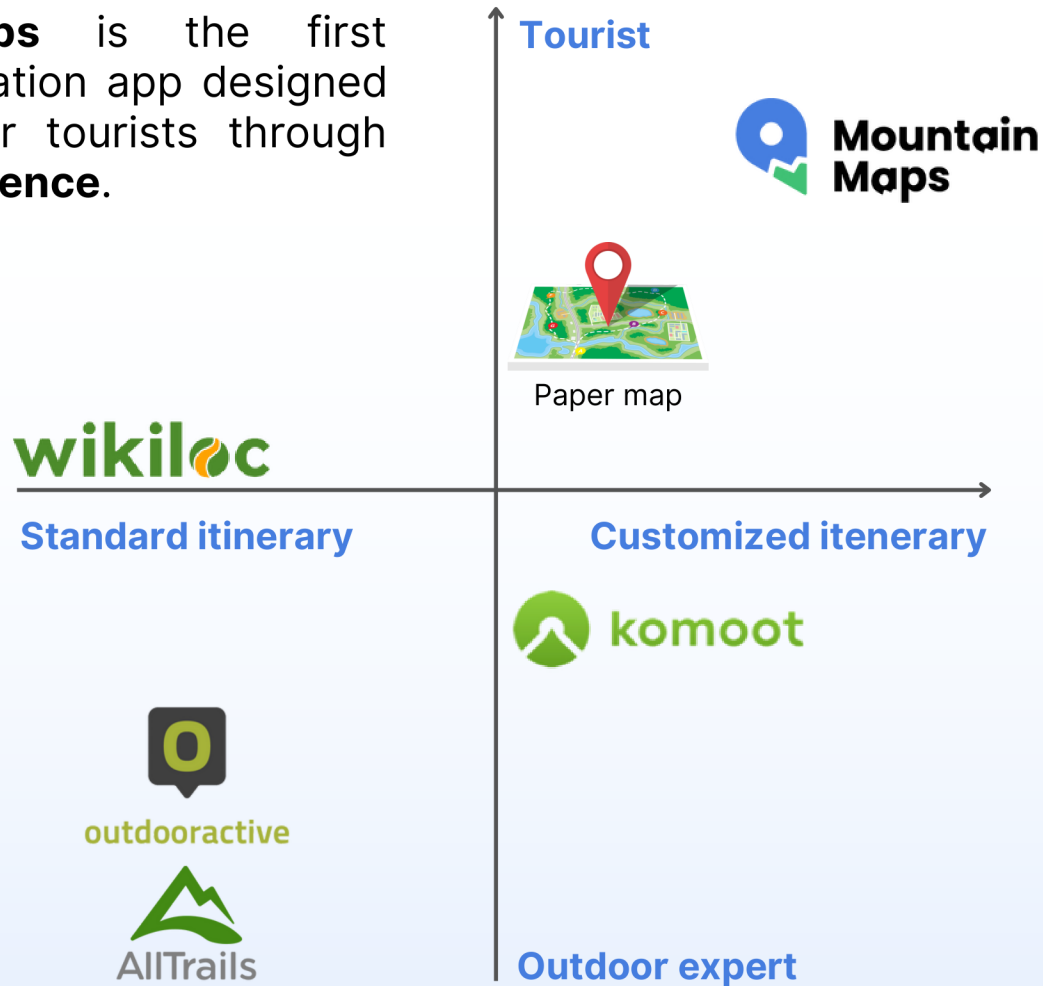 ps is the first
ation app designed
r tourists through
ence.
Tourist
Mountain
Maps
Paper map
wikiloc
Standard itinerary
Customized itenerary
komoot
O
outdooractive
AllTrails
Outdoor expert